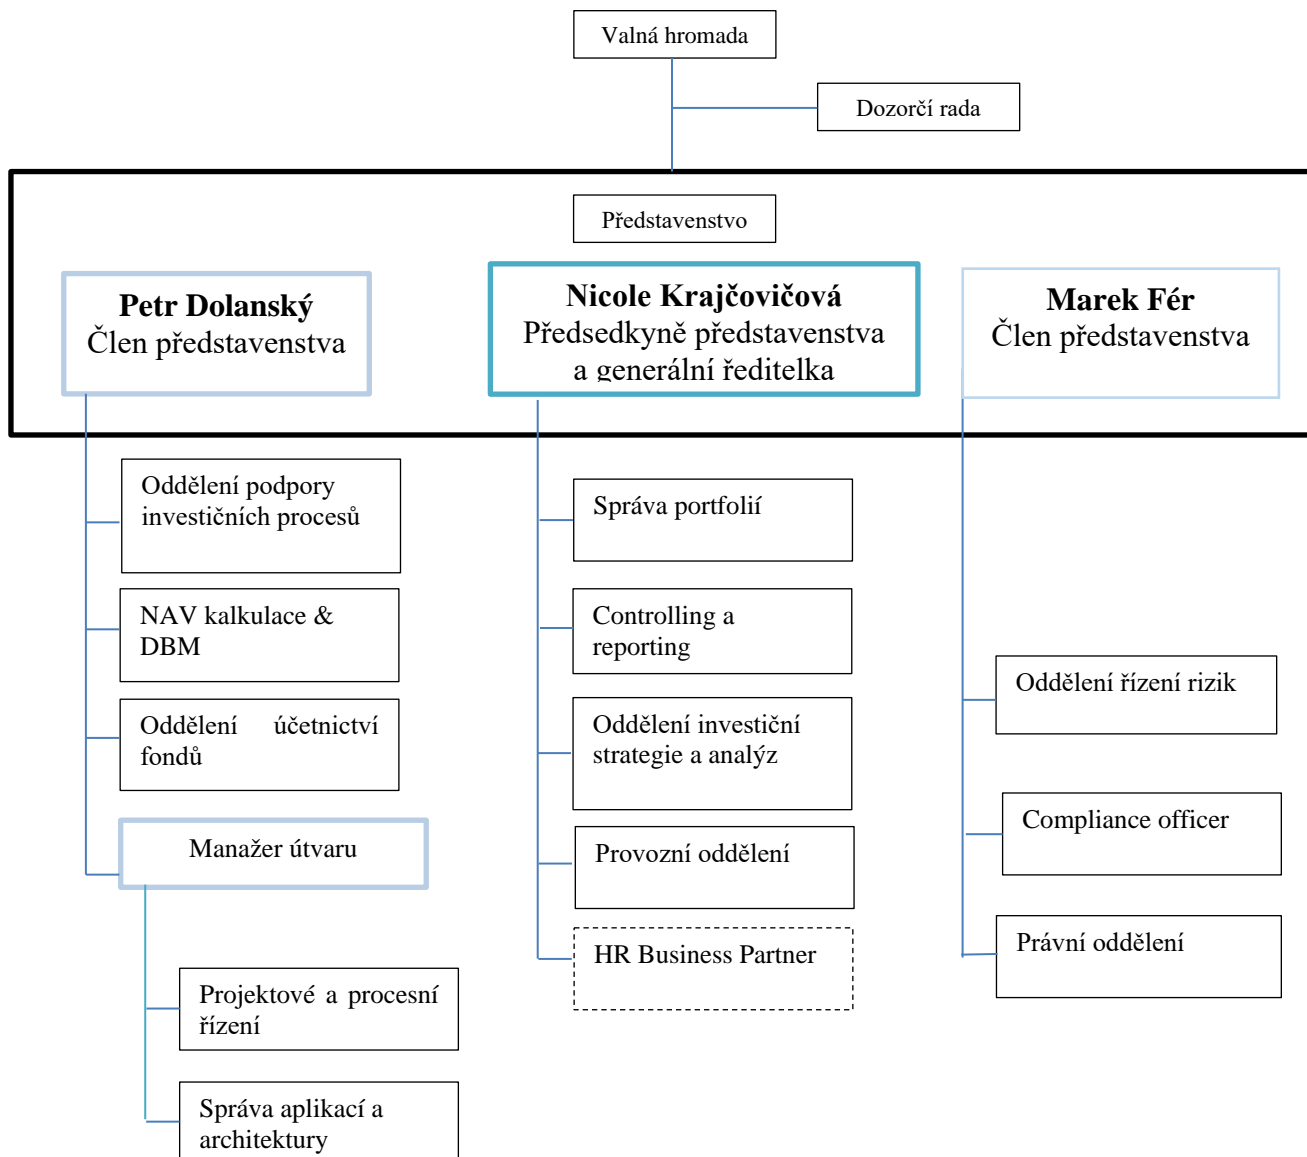 Valná hromada
Dozorčí rada
Představenstvo
Petr Dolanský
Člen představenstva
Nicole Krajčovičová
Předsedkyně představenstva
a generální ředitelka
Marek Fér
Člen představenstva
Oddělení podpory
investičních procesů
NAV kalkulace &
DBM
Oddělení účetnictví
fondů
Manažer útvaru
Projektové a procesní
řízení
Správa aplikací a
architektury
Správa portfolií
Controlling a
reporting
Oddělení investiční
strategie a analýz
Provozní oddělení
HR Business Partner
Oddělení řízení rizik
Compliance officer
Právní oddělení